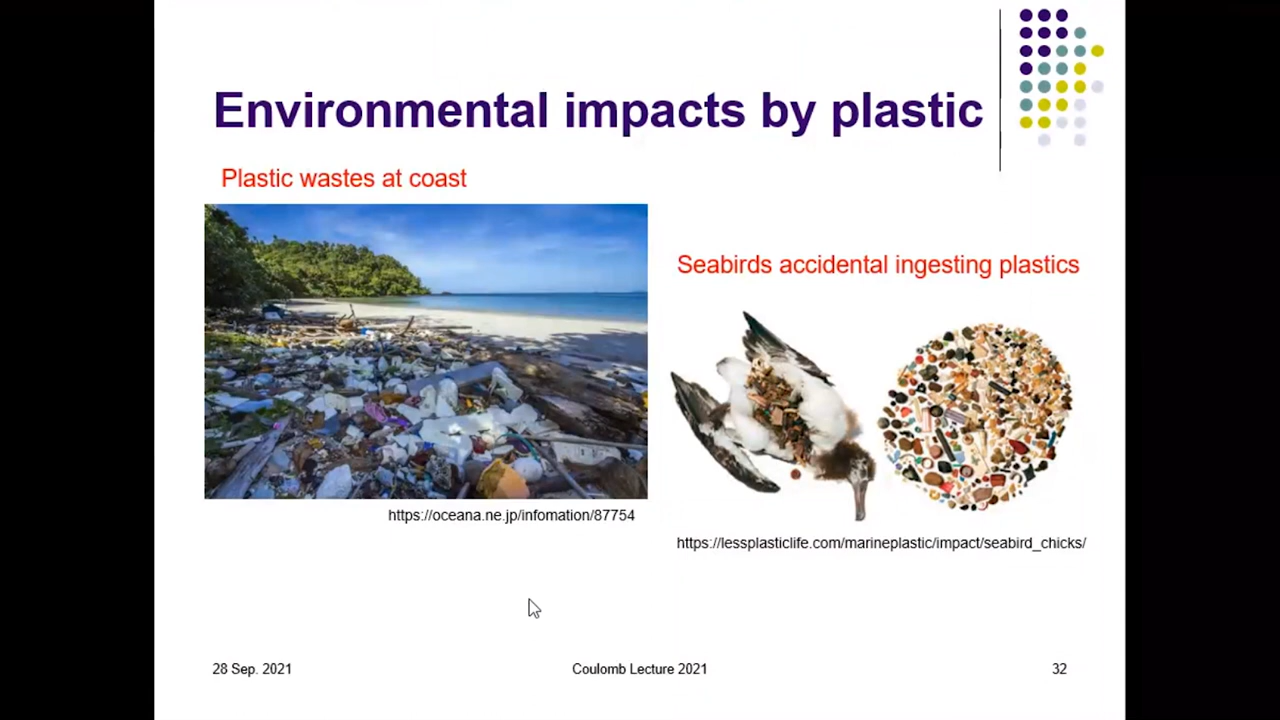 Environmental impacts by plastic
Plastic wastes at coast
Seabirds accidental ingesting plastics
https://oceana.ne.jp/infomation/87754
https://lessplasticlife.com/marineplastic/impact/seabird_chicks/
28 Sep. 2021
Coulomb Lecture 2021
32